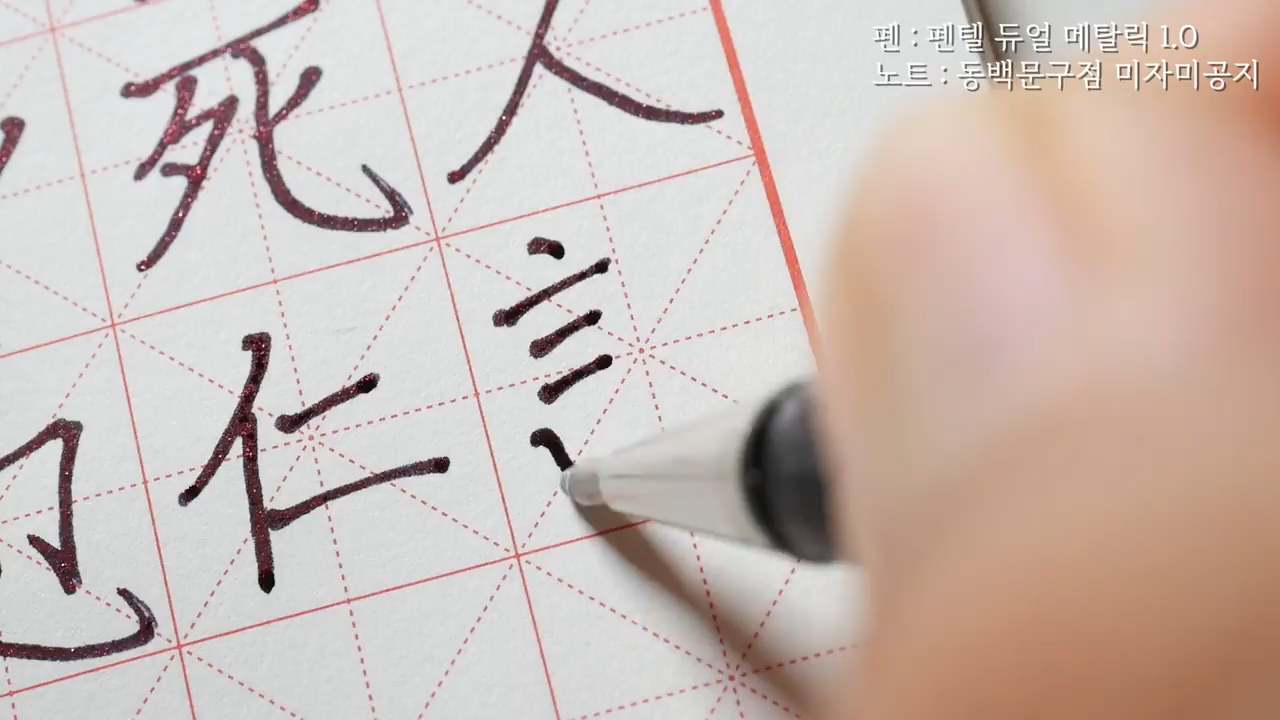 펜 : 펜텔 듀얼 메탈릭 1.0
노트 : 동백문구점 미자미공지
人
死
仁